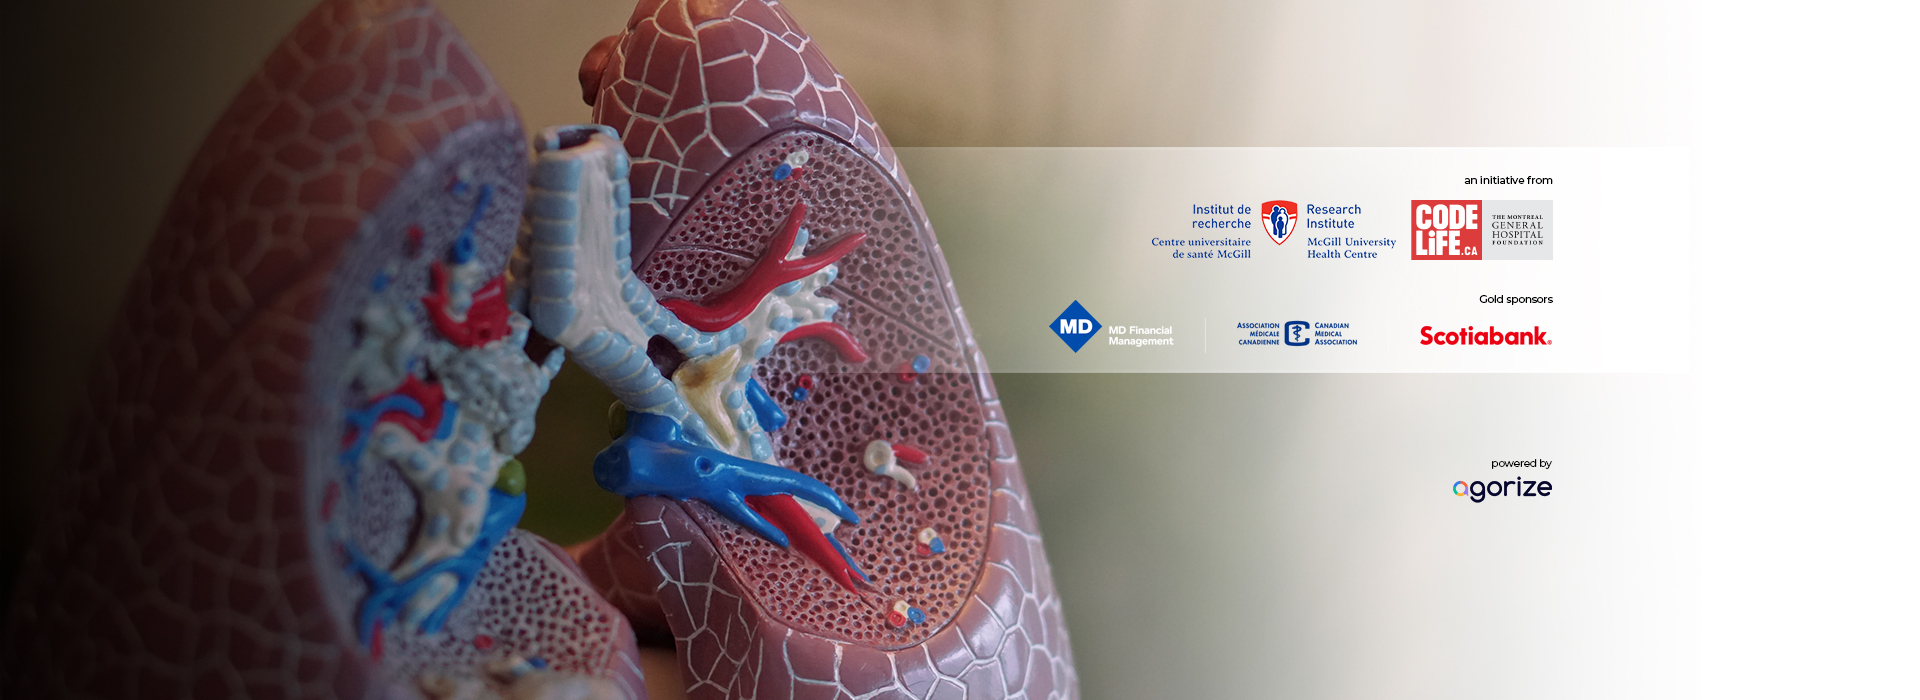 an initiative from
Institut de
recherche
Centre universitaire
de santé McGill
Research
Institute
McGill University
Health Centre
CODE
LiFE.CA
THE MONTREAL
GENERAL
HOSPITAL
FOUNDATION
Gold sponsors
MD
MD Financial
Management
ASSOCIATION
MÉDICALE
CANADIENNE
CANADIAN
MEDICAL
ASSOCIATION
Scotiabank®
powered by
agorize